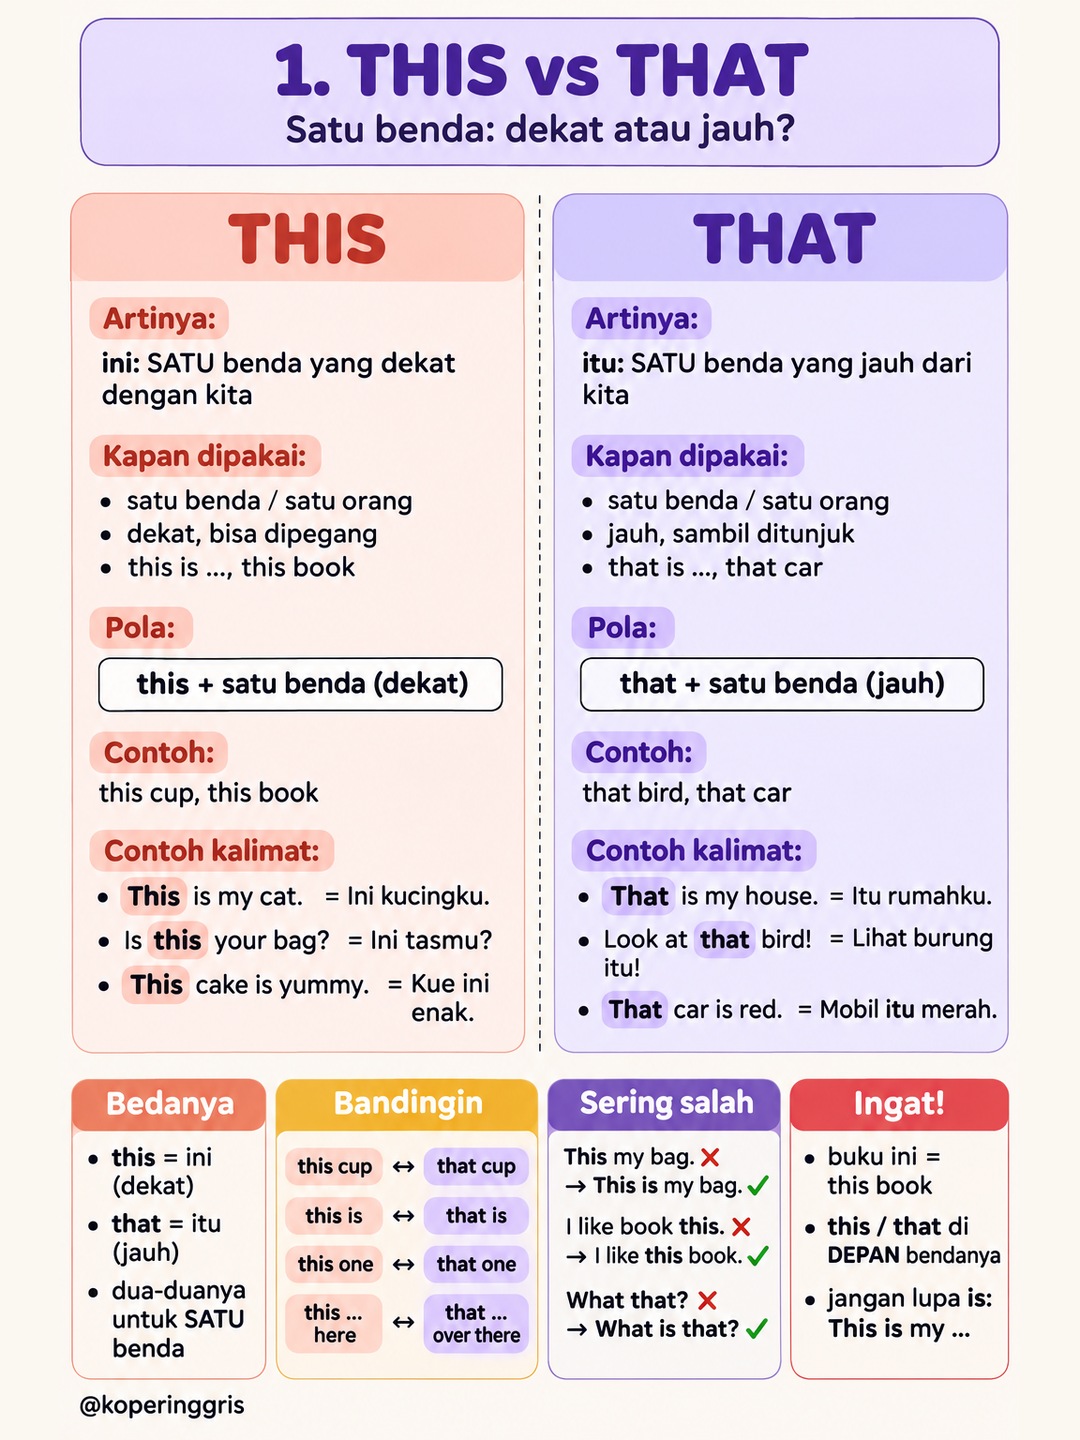 1. THIS vs THAT
Satu benda: dekat atau jauh?
THIS
Artinya:
ini: SATU benda yang dekat
dengan kita
Kapan dipakai:
• satu benda / satu orang
• dekat, bisa dipegang
• this is ..., this book
Pola:
this + satu benda (dekat)
Contoh:
this cup, this book
Contoh kalimat:
• This is my cat. = Ini kucingku.
• Is this your bag? = Ini tasmu?
• This cake is yummy. = Kue ini
enak.
THAT
Artinya:
itu: SATU benda yang jauh dari
kita
Kapan dipakai:
• satu benda / satu orang
• jauh, sambil ditunjuk
• that is ..., that car
Pola:
that + satu benda (jauh)
Contoh:
that bird, that car
Contoh kalimat:
• That is my house. = Itu rumahku.
• Look at that bird! = Lihat burung
itu!
• That car is red. = Mobil itu merah.
Bedanya
• this = ini
(dekat)
• that = itu
(jauh)
• dua-duanya
untuk SATU
benda
Bandingin
this cup ↔ that cup
this is ↔ that is
this one ↔ that one
this ... here ↔ that ... over there
Sering salah
This my bag. ❌
→ This is my bag. ✓
I like book this. ❌
→ I like this book. ✓
What that? ❌
→ What is that? ✓
Ingat!
• buku ini =
this book
• this / that di
DEPAN bendanya
• jangan lupa is:
This is my ...
@koperinggris